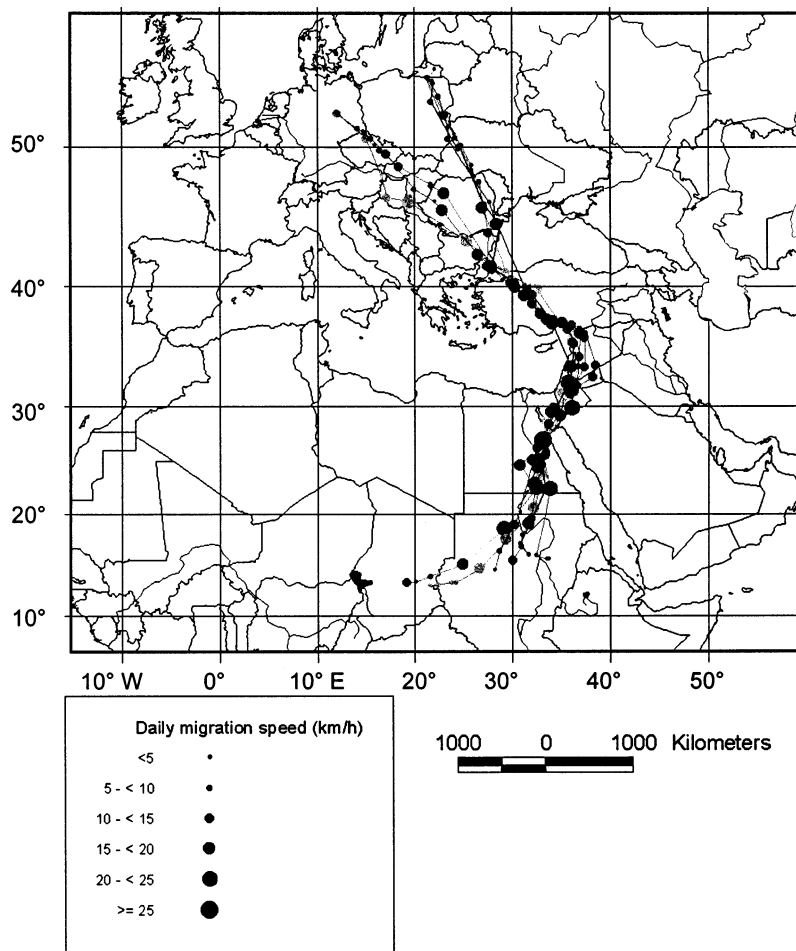 50°
40°
30°
20°
10°
10° W 0° 10° E 20° 30° 40° 50°
Daily migration speed (km/h)
<5
5 - < 10
10 - < 15
15 - < 20
20 - < 25
>= 25
1000 0 1000 Kilometers